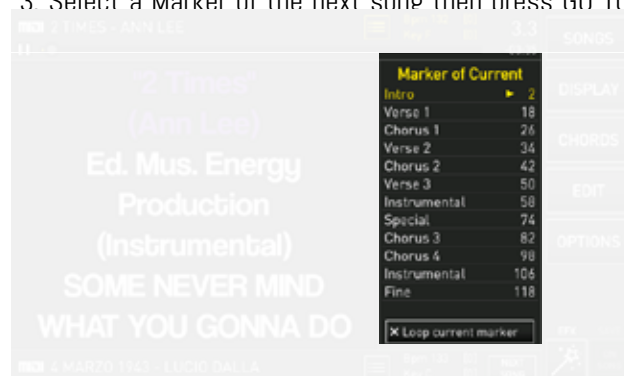 3. Select a Marker of the next song then press GO TO
2 TIMES - ANN LEE
3.3
SONGS
"2 Times"
(Ann Lee)
Ed. Mus. Energy
Production
(Instrumental)
SOME NEVER MIND
WHAT YOU GONNA DO
Marker of Current
Intro 2
Verse 1 18
Chorus 1 26
Verse 2 34
Chorus 2 42
Verse 3 50
Instrumental 58
Special 74
Chorus 3 82
Chorus 4 98
Instrumental 106
Fine 118
X Loop current marker
DISPLAY
CHORDS
EDIT
OPTIONS
4 MARZO 1943 - LUCIO DALLA